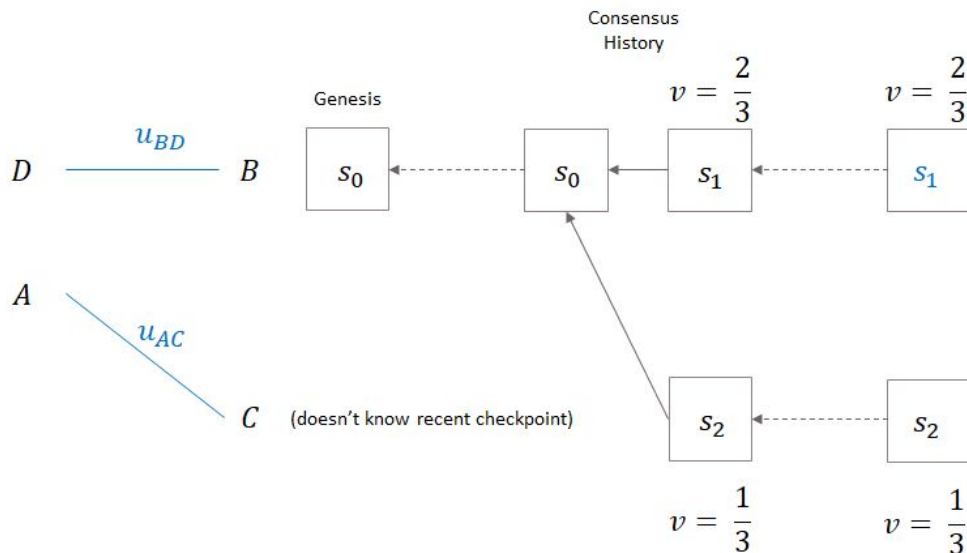 Consensus
History
v = 2/3
v = 2/3
Genesis
D
u_BD
B
s_0
s_0
s_1
s_1
A
u_AC
C
(doesn't know recent checkpoint)
s_2
s_2
v = 1/3
v = 1/3